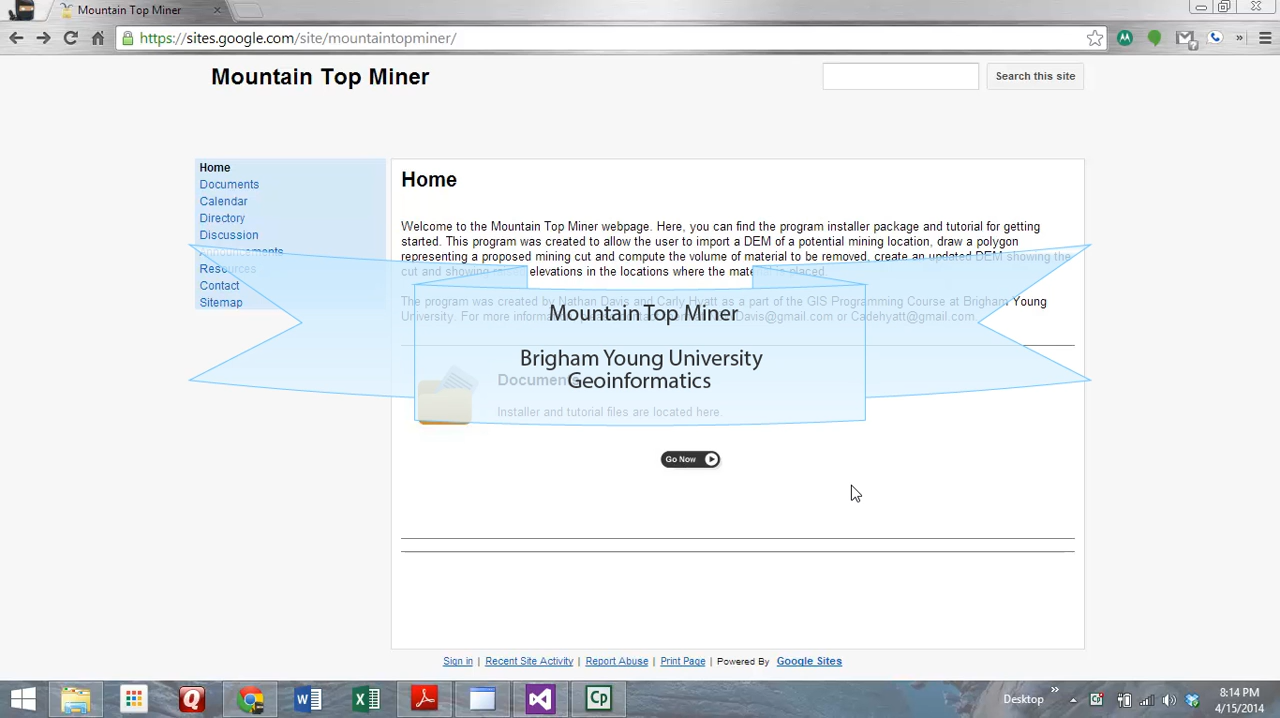 Mountain Top Miner
https://sites.google.com/site/mountaintopminer/
Mountain Top Miner
Search this site
Home
Documents
Calendar
Directory
Discussion
Announcements
Resources
Contact
Sitemap
Home
Welcome to the Mountain Top Miner webpage. Here, you can find the program installer package and tutorial for getting
started. This program was created to allow the user to import a DEM of a potential mining location, draw a polygon
representing a proposed mining cut and compute the volume of material to be removed, create an updated DEM showing the
cut and showing elevations in the locations where the placed
The program was created by Nathan Davis and Carly Hyatt as a part of the GIS Programming Course at Brigham Young
University. For more Davis@gmail.com or Cadehyatt@gmail.com.
Mountain Top Miner
Brigham Young University
Geoinformatics
Documents
Installer and tutorial files are located here.
Go Now
Sign in | Recent Site Activity | Report Abuse | Print Page | Powered By Google Sites
Desktop
8:14 PM
4/15/2014